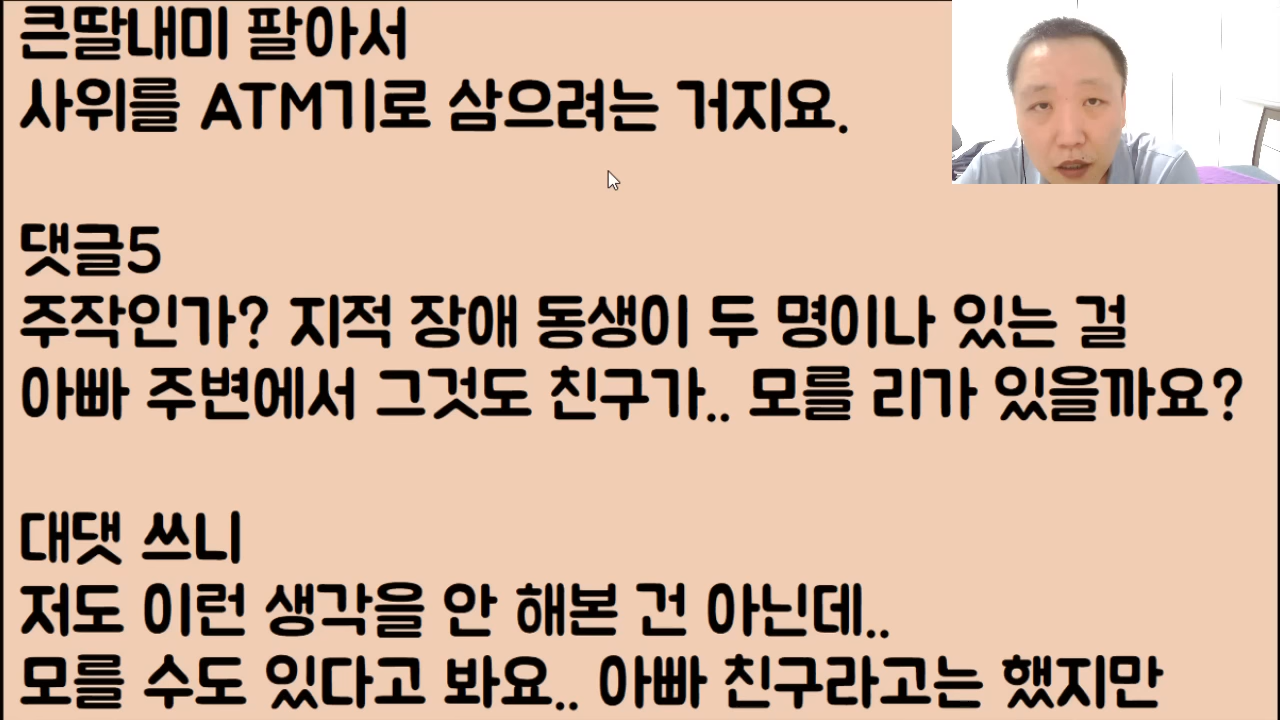 큰딸내미 팔아서
사위를 ATM기로 삼으려는 거지요.
댓글5
주작인가? 지적 장애 동생이 두 명이나 있는 걸
아빠 주변에서 그것도 친구가.. 모를 리가 있을까요?
대댓 쓰니
저도 이런 생각을 안 해본 건 아닌데..
모를 수도 있다고 봐요.. 아빠 친구라고는 했지만